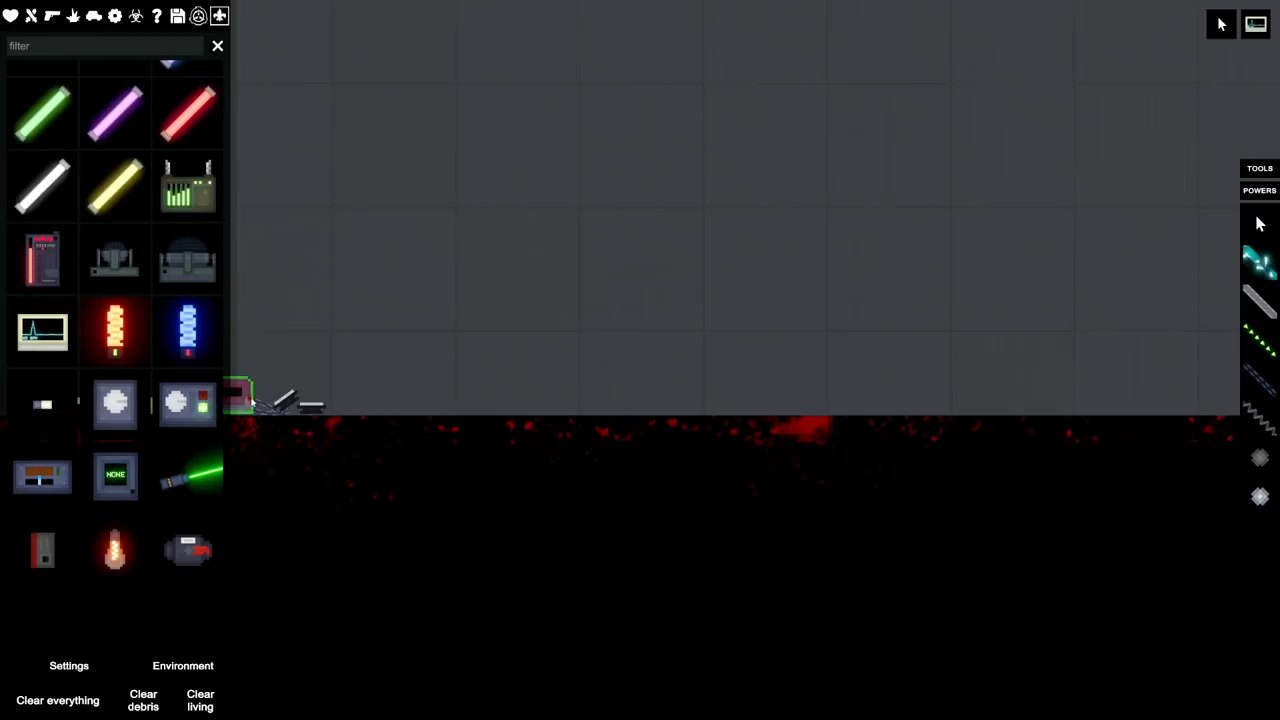 filter
TOOLS
POWERS
NONE
Settings
Environment
Clear everything
Clear debris
Clear living